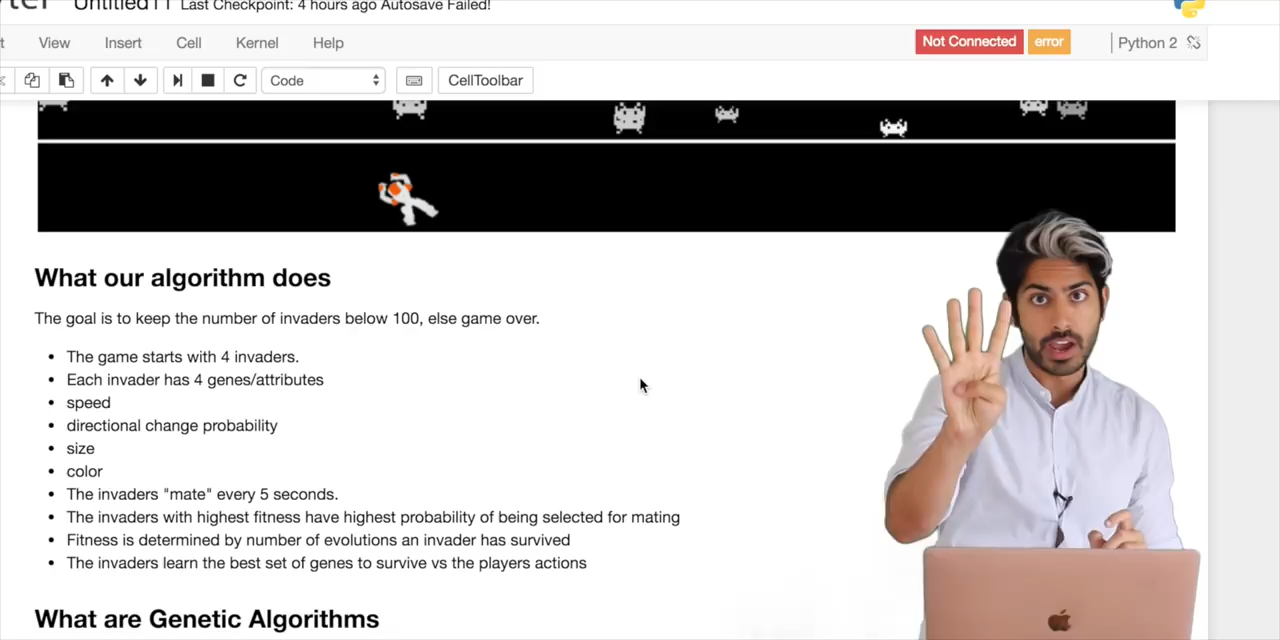 Untitled11 Last Checkpoint: 4 hours ago Autosave Failed!
View Insert Cell Kernel Help Not Connected error Python 2
Code CellToolbar
What our algorithm does
The goal is to keep the number of invaders below 100, else game over.
• The game starts with 4 invaders.
• Each invader has 4 genes/attributes
• speed
• directional change probability
• size
• color
• The invaders "mate" every 5 seconds.
• The invaders with highest fitness have highest probability of being selected for mating
• Fitness is determined by number of evolutions an invader has survived
• The invaders learn the best set of genes to survive vs the players actions
What are Genetic Algorithms